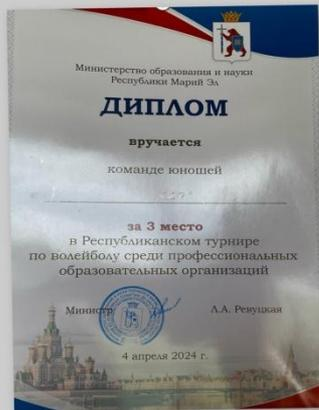 Министерство образования и науки
Республики Марий Эл
ДИПЛОМ
вручается
команде юношей
за 3 место
в Республиканском турнире
по волейболу среди профессиональных
образовательных организаций
Министр Л.А. Ревуцкая
4 апреля 2024 г.